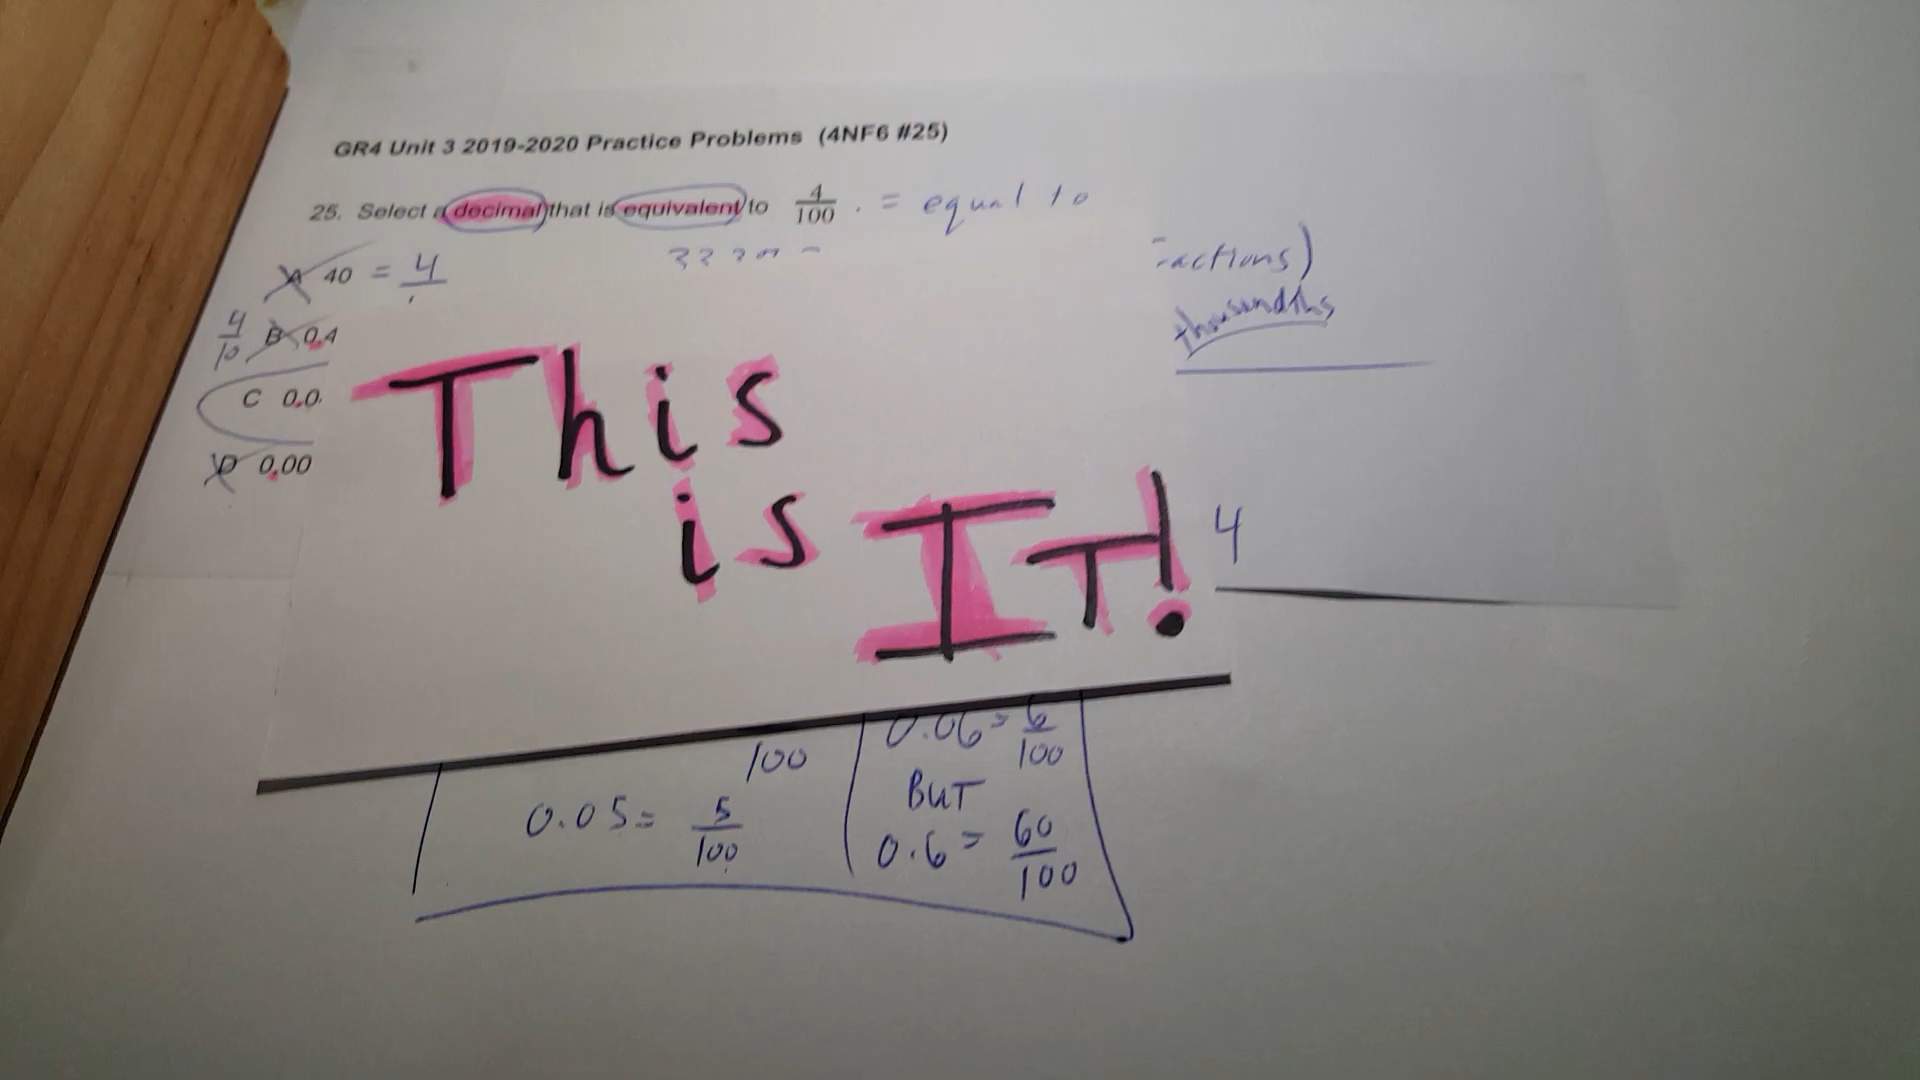 GR4 Unit 3 2019-2020 Practice Problems (4NF6 #25)
25. Select a decimal that is equivalent to 4/100 . = equal to
A 40 = 4
actions)
thousandths
4/10 B 0.4
C 0.0
D 0.00
This
is IT!
4
100
0.05 = 5/100
0.06 = 6/100
BUT
0.6 = 60/100